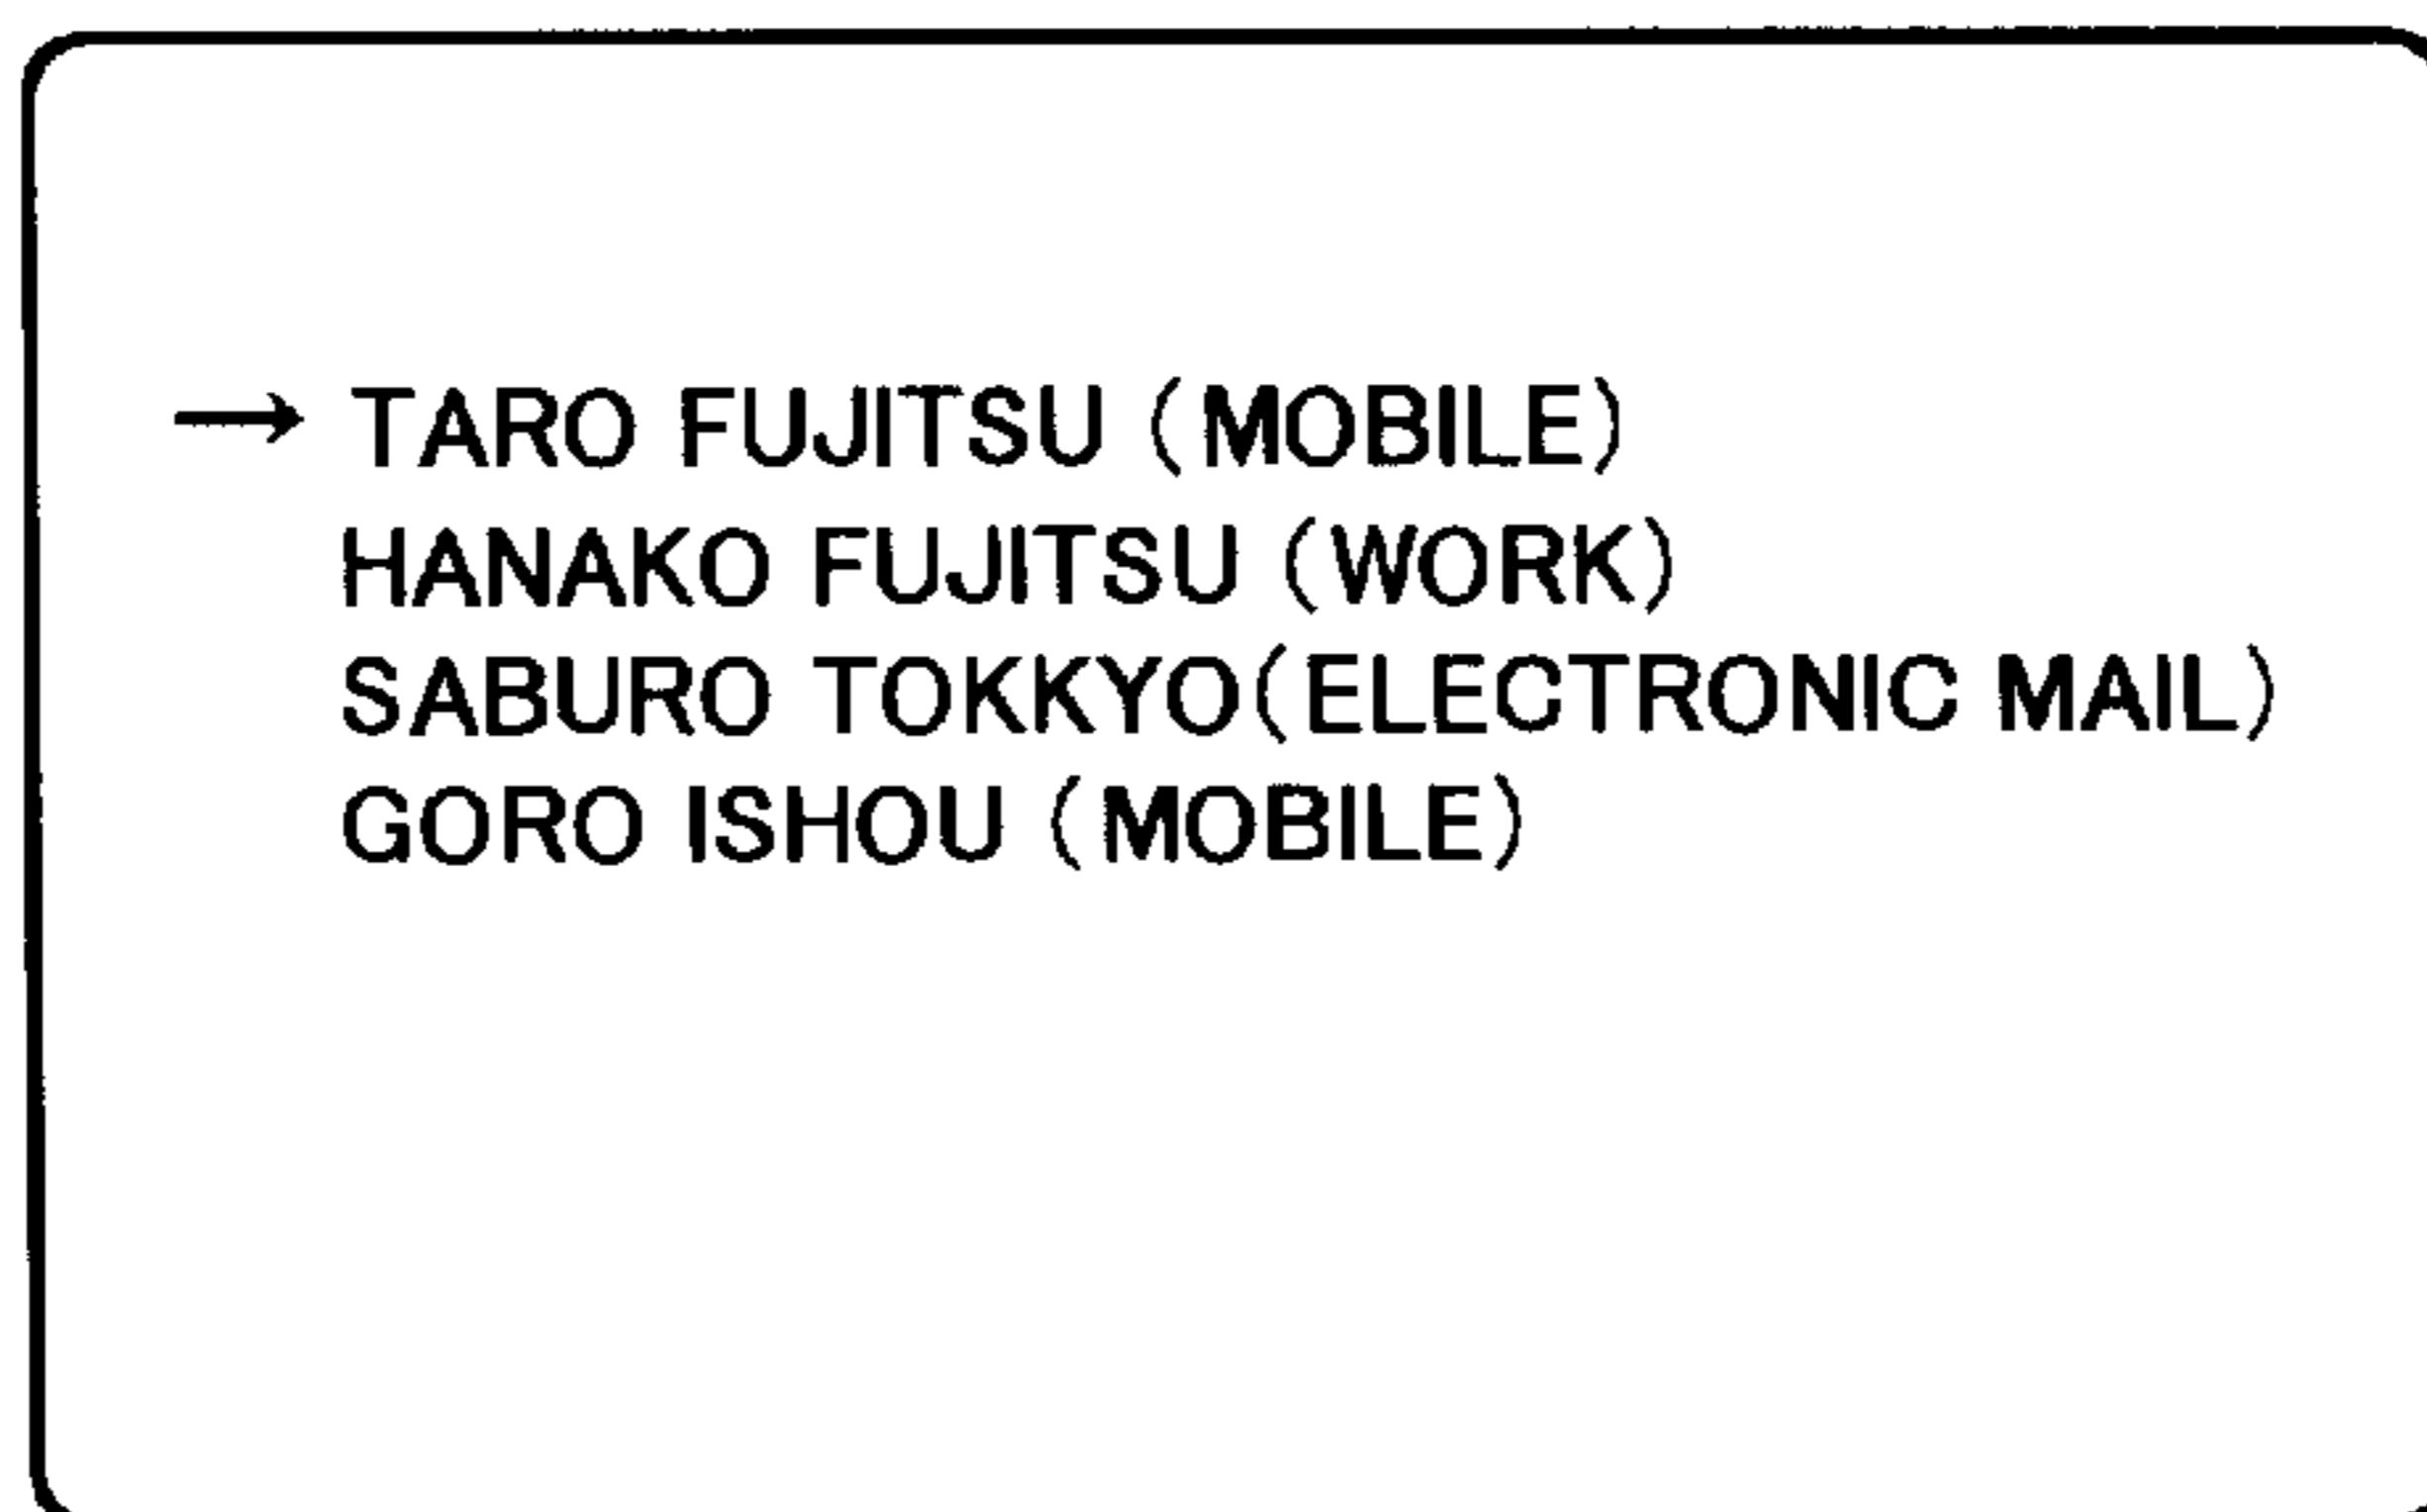 → TARO FUJITSU (MOBILE)
HANAKO FUJITSU (WORK)
SABURO TOKKYO(ELECTRONIC MAIL)
GORO ISHOU (MOBILE)